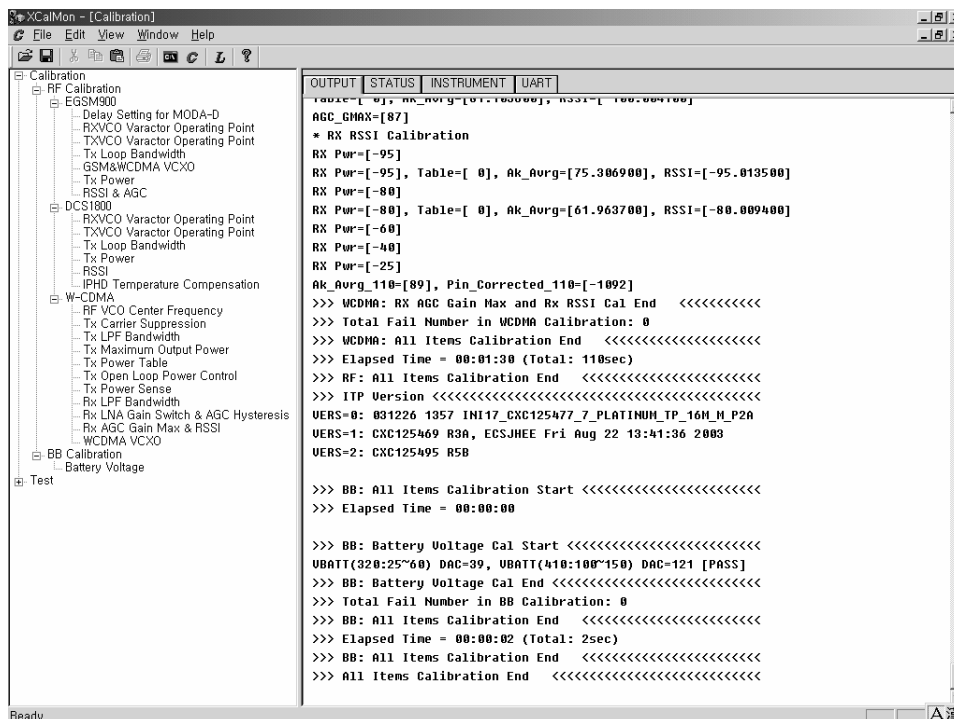 XCalMon - [Calibration]
File Edit View Window Help
Calibration
RF Calibration
EGSM900
Delay Setting for MODA-D
RXVCO Varactor Operating Point
TXVCO Varactor Operating Point
Tx Loop Bandwidth
GSM&WCDMA VCXO
Tx Power
RSSI & AGC
DCS1800
RXVCO Varactor Operating Point
TXVCO Varactor Operating Point
Tx Loop Bandwidth
Tx Power
RSSI
IPHD Temperature Compensation
W-CDMA
RF VCO Center Frequency
Tx Carrier Suppression
Tx LPF Bandwidth
Tx Maximum Output Power
Tx Power Table
Tx Open Loop Power Control
Tx Power Sense
Rx LPF Bandwidth
Rx LNA Gain Switch & AGC Hysteresis
Rx AGC Gain Max & RSSI
WCDMA VCXO
BB Calibration
Battery Voltage
Test
OUTPUT STATUS INSTRUMENT UART
AGC_GMAX=[87]
* RX RSSI Calibration
RX Pwr=[-95]
RX Pwr=[-95], Table=[ 0], Ak_Avrg=[75.306900], RSSI=[-95.013500]
RX Pwr=[-80]
RX Pwr=[-80], Table=[ 0], Ak_Avrg=[61.963700], RSSI=[-80.009400]
RX Pwr=[-60]
RX Pwr=[-40]
RX Pwr=[-25]
Ak_Avrg_110=[89], Pin_Corrected_110=[-1092]
>>> WCDMA: RX AGC Gain Max and Rx RSSI Cal End <<<<<<<<<<<
>>> Total Fail Number in WCDMA Calibration: 0
>>> WCDMA: All Items Calibration End <<<<<<<<<<<<<<<<<<<<<
>>> Elapsed Time = 00:01:30 (Total: 110sec)
>>> RF: All Items Calibration End <<<<<<<<<<<<<<<<<<<<<<<<
>>> ITP Version <<<<<<<<<<<<<<<<<<<<<<<<<<<<<<<<<<<<<<<<<<<<
VERS=0: 031226 1357 INI17_CXC125477_7_PLATINUM_TP_16M_M_P2A
VERS=1: CXC125469 R3A, ECSJHEE Fri Aug 22 13:41:36 2003
VERS=2: CXC125495 R5B
>>> BB: All Items Calibration Start <<<<<<<<<<<<<<<<<<<<<<<<
>>> Elapsed Time = 00:00:00
>>> BB: Battery Voltage Cal Start <<<<<<<<<<<<<<<<<<<<<<<<<<
VBATT(320:25~60) DAC=39, VBATT(410:100~150) DAC=121 [PASS]
>>> BB: Battery Voltage Cal End <<<<<<<<<<<<<<<<<<<<<<<<<<<<
>>> Total Fail Number in BB Calibration: 0
>>> BB: All Items Calibration End <<<<<<<<<<<<<<<<<<<<<<<<
>>> Elapsed Time = 00:00:02 (Total: 2sec)
>>> BB: All Items Calibration End <<<<<<<<<<<<<<<<<<<<<<<<
>>> All Items Calibration End <<<<<<<<<<<<<<<<<<<<<<<<<<<<
Ready